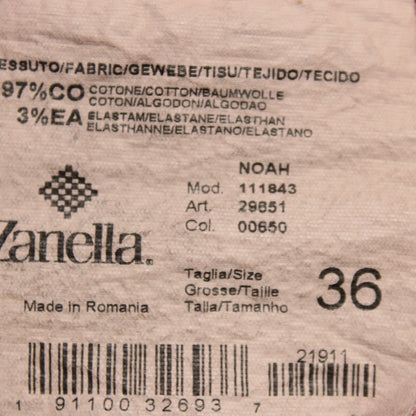 ESSUTO/FABRIC/GEWEBE/TISU/TEJIDO/TECIDO
97%CO COTONE/COTTON/BAUMWOLLE
COTON/ALGODON/ALGODAO
3%EA ELASTAM/ELASTANE/ELASTHAN
ELASTHANNE/ELASTANO/ELASTANO
NOAH
Mod. 111843
Art. 29651
Col. 00650
Zanella.
Taglia/Size
Grosse/Taille
Talla/Tamanho
36
Made in Romania
21911
1 91100 32693 7